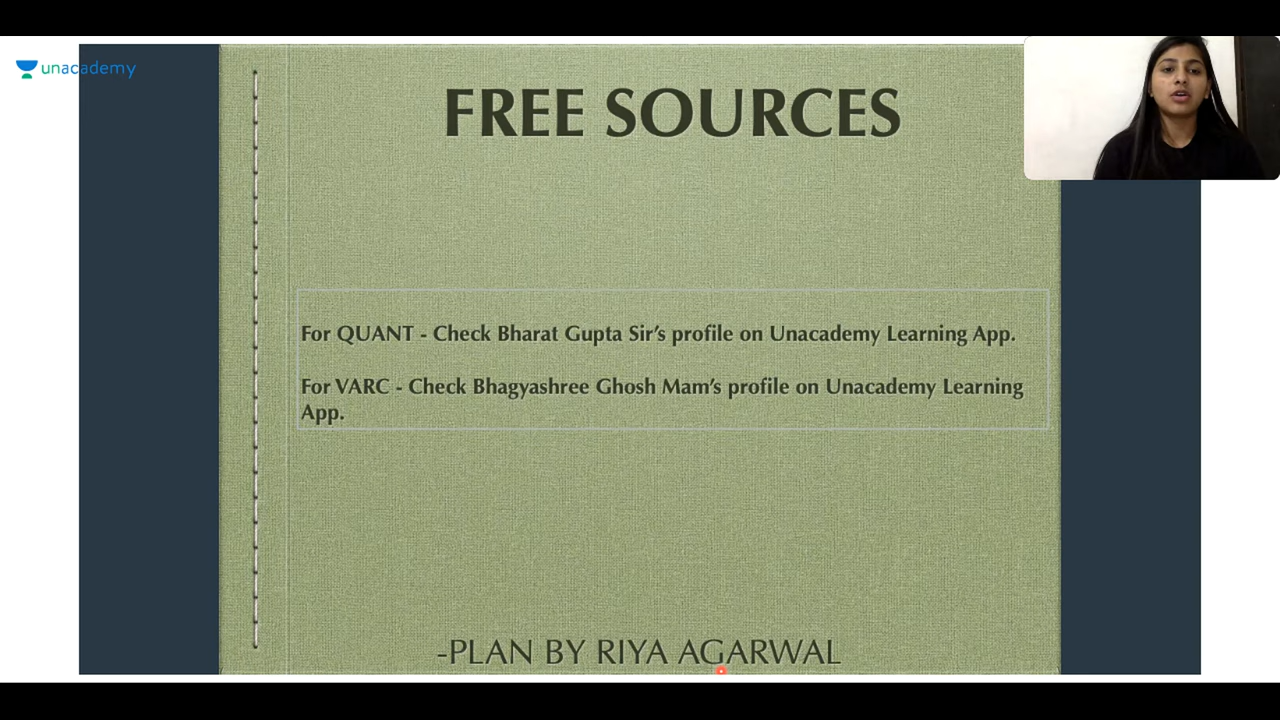 unacademy
FREE SOURCES
For QUANT - Check Bharat Gupta Sir’s profile on Unacademy Learning App.
For VARC - Check Bhagyashree Ghosh Mam’s profile on Unacademy Learning
App.
-PLAN BY RIYA AGARWAL